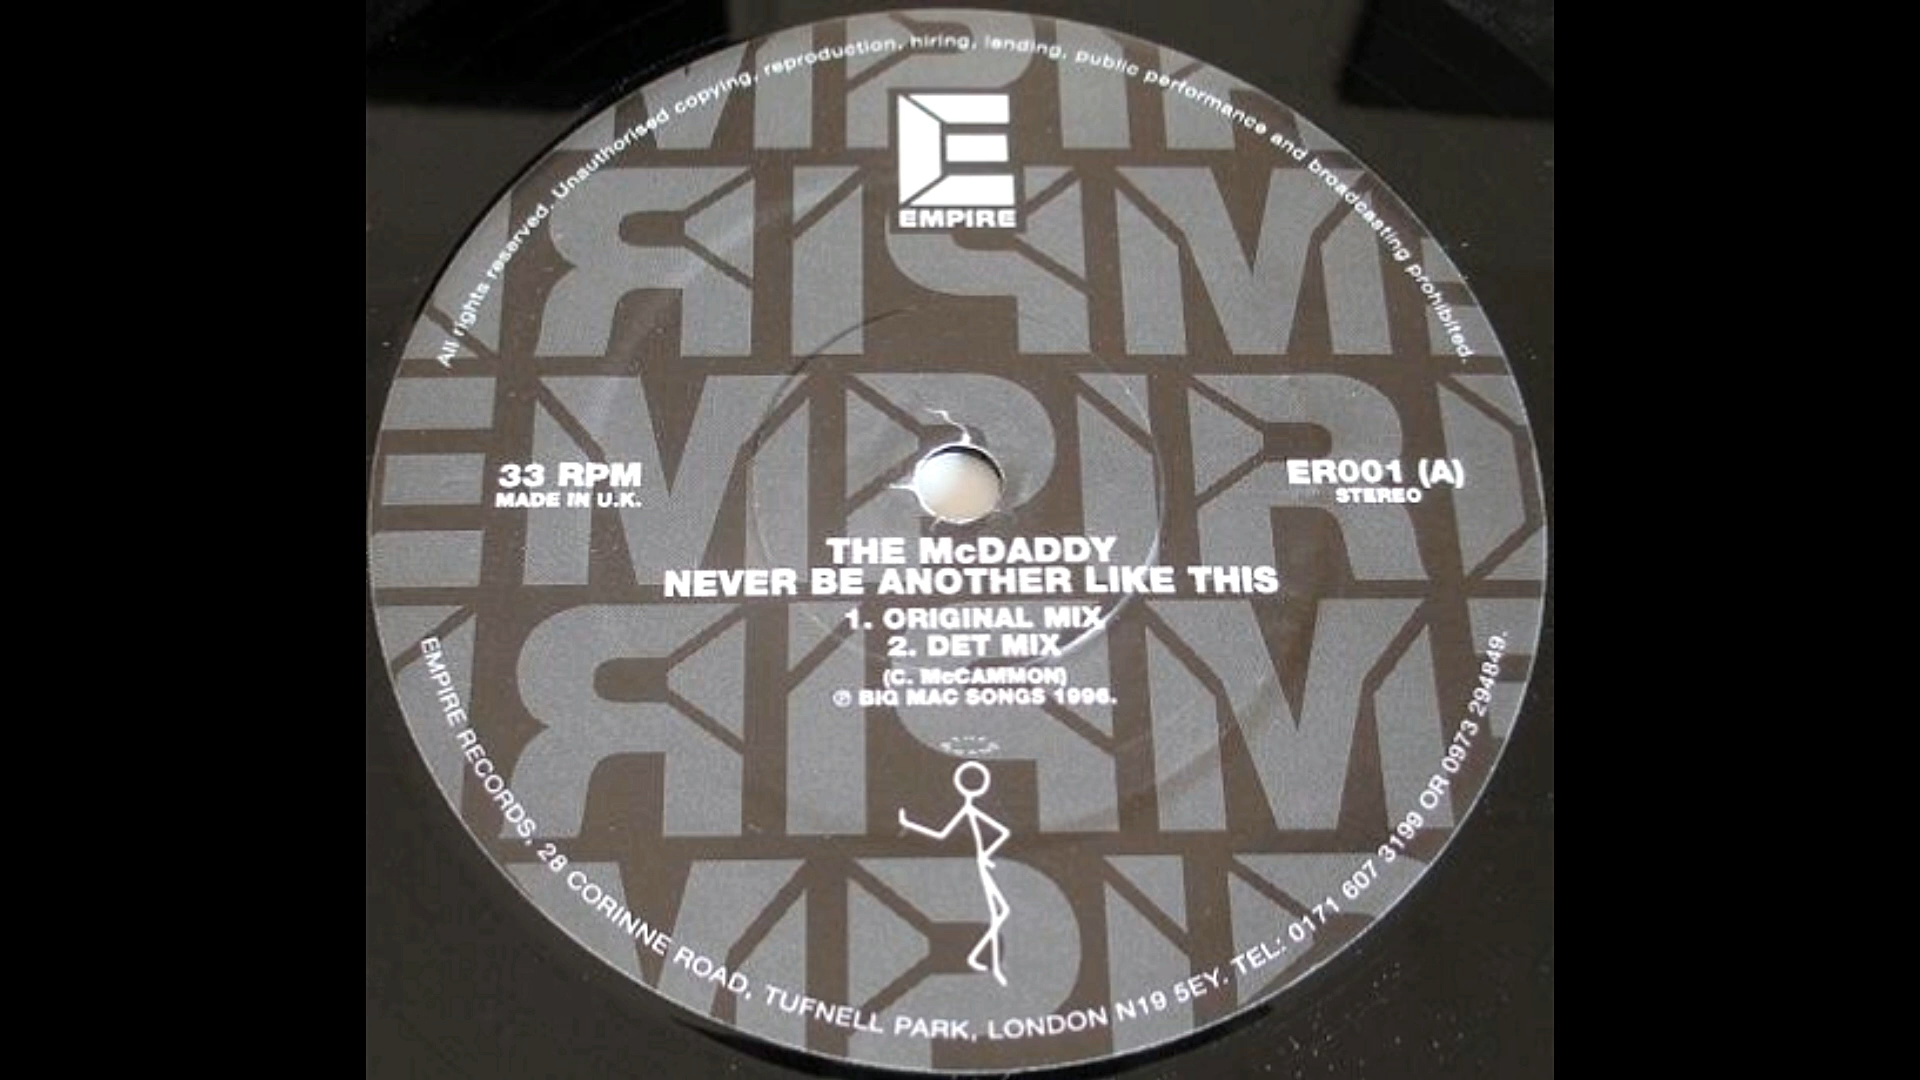 All rights reserved. Unauthorised copying, reproduction, hiring, lending, public performance and broadcasting prohibited.
EMPIRE
33 RPM
MADE IN U.K.
ER001 (A)
STEREO
THE McDADDY
NEVER BE ANOTHER LIKE THIS
1. ORIGINAL MIX
2. DET MIX
(C. McCAMMON)
℗ BIG MAC SONGS 1996.
EMPIRE RECORDS, 28 CORINNE ROAD, TUFNELL PARK, LONDON N19 5EY. TEL: 0171 607 3199 OR 0973 294849.